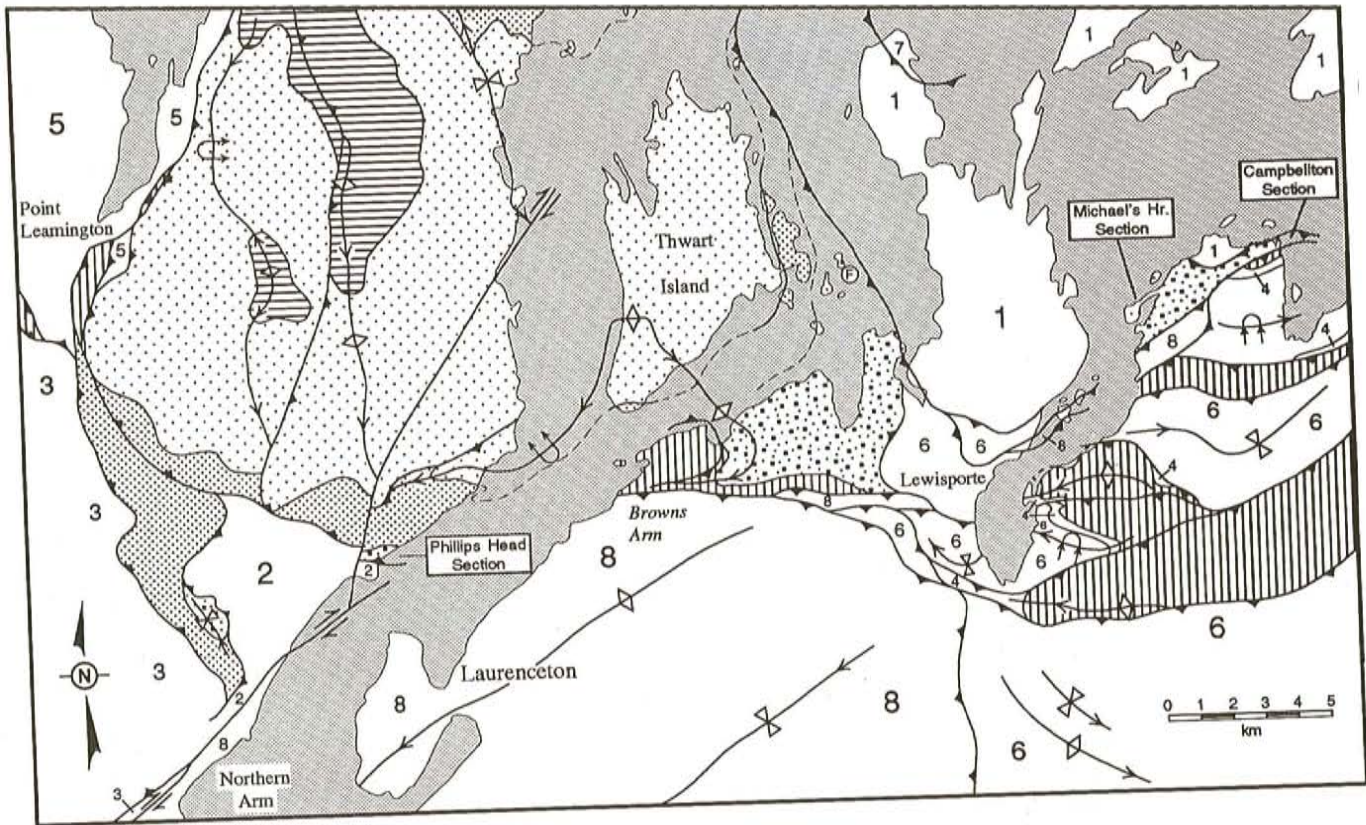 5
5
7
1
1
1
1
Point
Leamington
5
Thwart
Island
F
Michael's Hr.
Section
Campbellton
Section
1
4
1
8
4
3
6
6
6
6
8
Lewisporte
4
3
Browns
Arm
8
6
6
4
4
8
6
Phillips Head
Section
2
2
8
6
N
3
Laurenceton
2
8
8
8
6
0 1 2 3 4 5
km
3
Northern
Arm